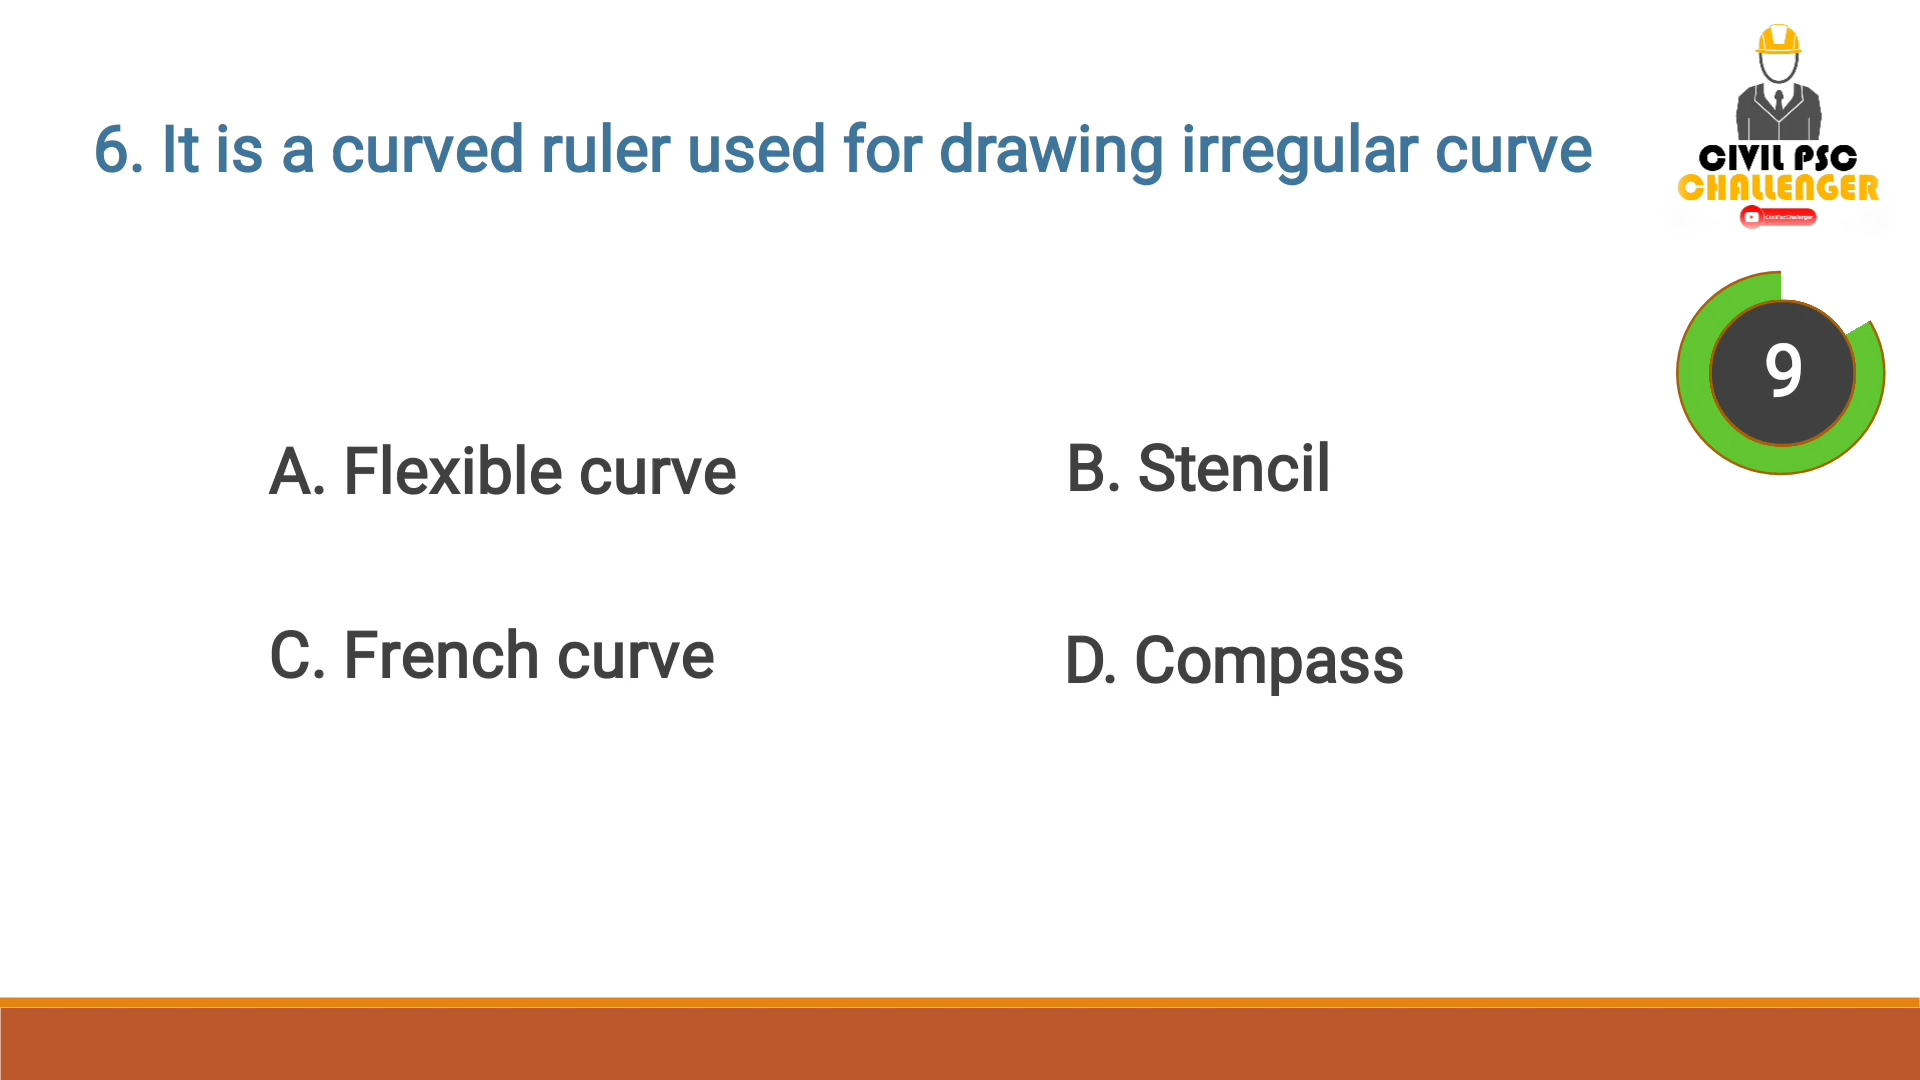 6. It is a curved ruler used for drawing irregular curve
CIVIL PSC
CHALLENGER
9
A. Flexible curve
B. Stencil
C. French curve
D. Compass